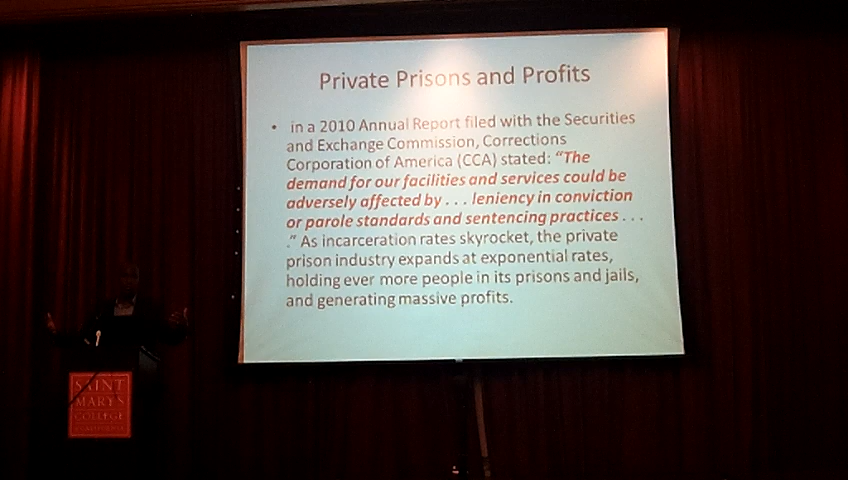 Private Prisons and Profits
• in a 2010 Annual Report filed with the Securities
and Exchange Commission, Corrections
Corporation of America (CCA) stated: “The
demand for our facilities and services could be
adversely affected by . . . leniency in conviction
or parole standards and sentencing practices . . .
.” As incarceration rates skyrocket, the private
prison industry expands at exponential rates,
holding ever more people in its prisons and jails,
and generating massive profits.
SAINT
MARY'S
COLLEGE